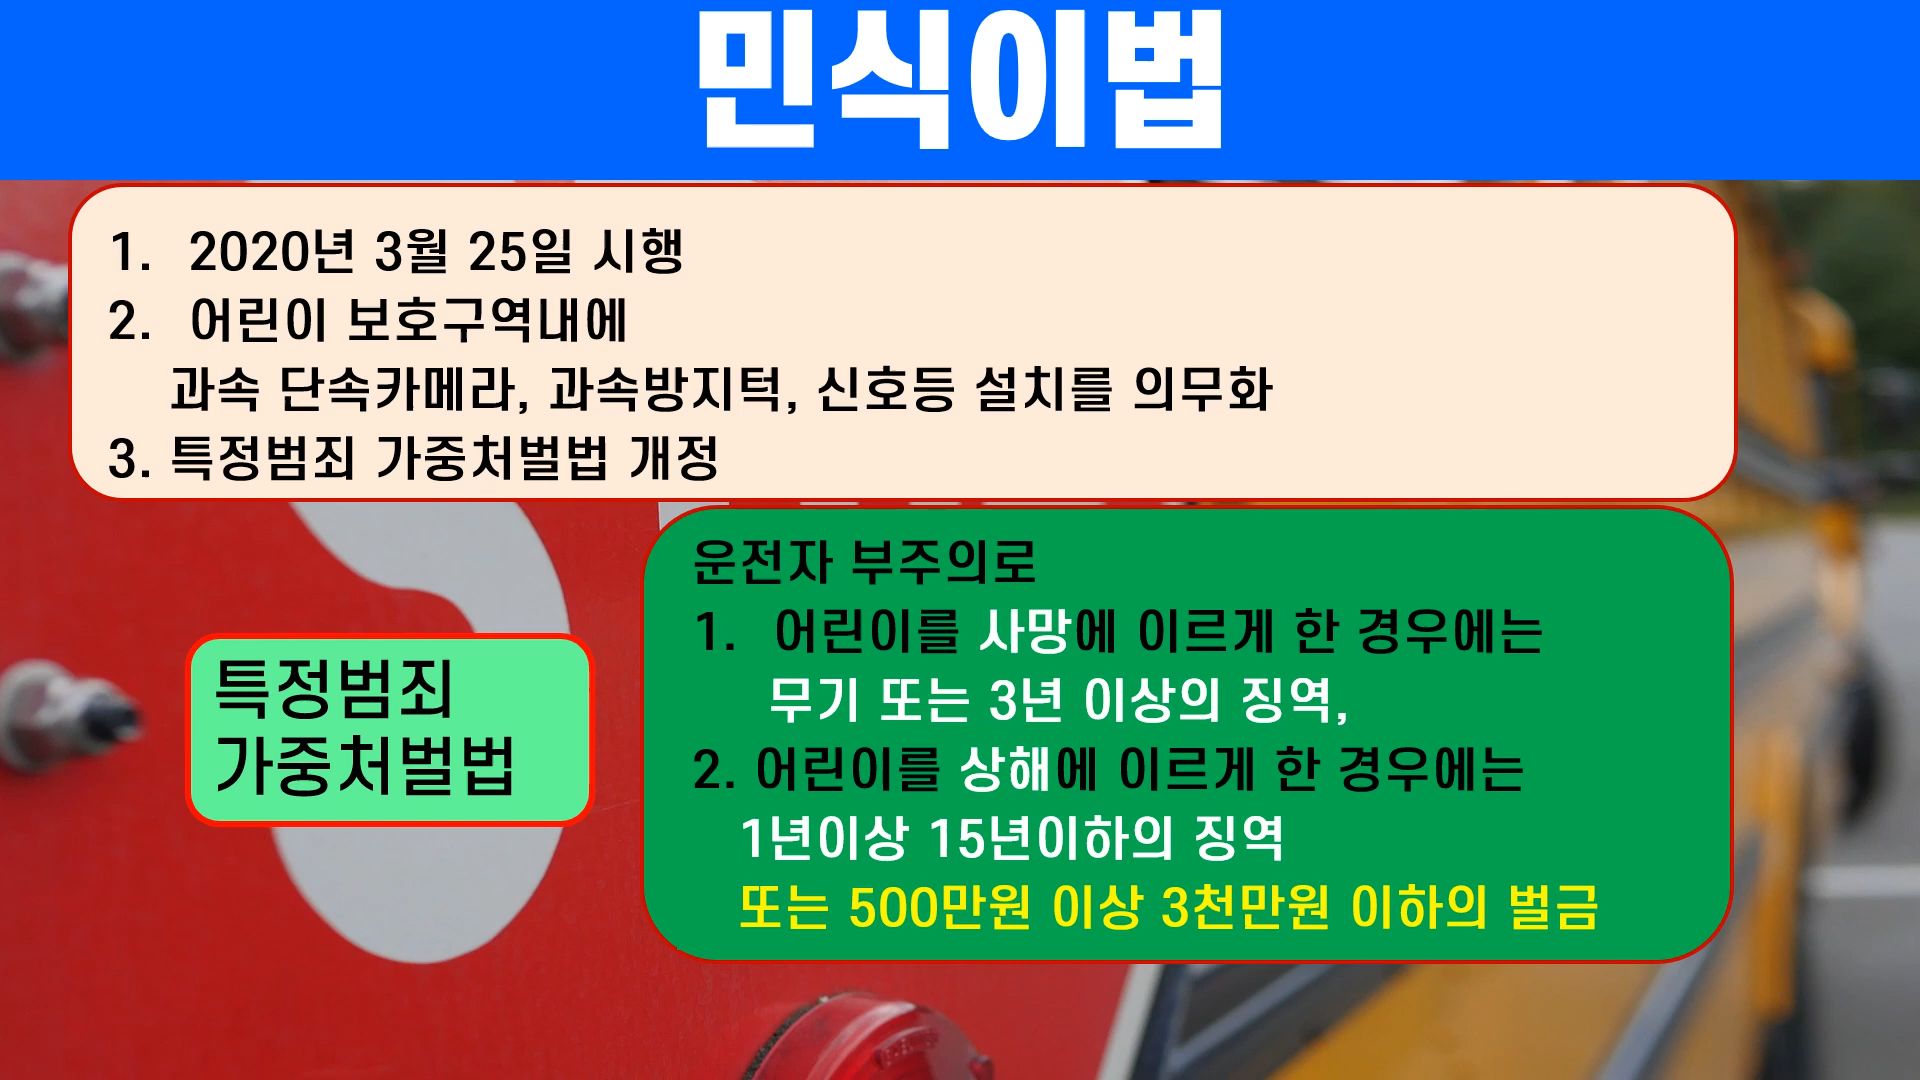 민식이법
1. 2020년 3월 25일 시행
2. 어린이 보호구역내에
과속 단속카메라, 과속방지턱, 신호등 설치를 의무화
3. 특정범죄 가중처벌법 개정
특정범죄
가중처벌법
운전자 부주의로
1. 어린이를 사망에 이르게 한 경우에는
무기 또는 3년 이상의 징역,
2. 어린이를 상해에 이르게 한 경우에는
1년이상 15년이하의 징역
또는 500만원 이상 3천만원 이하의 벌금